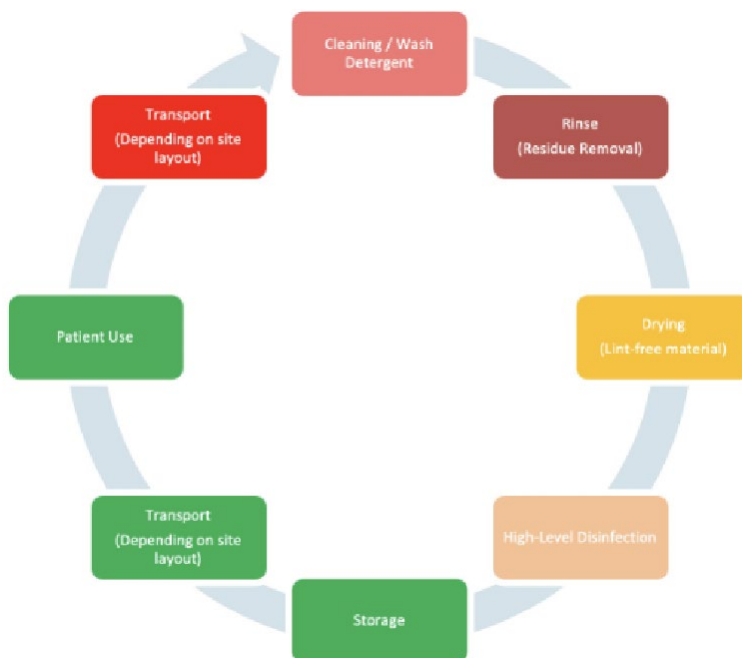 Cleaning / Wash
Detergent
Rinse
(Residue Removal)
Drying
(Lint-free material)
High-Level Disinfection
Storage
Transport
(Depending on site
layout)
Patient Use
Transport
(Depending on site
layout)